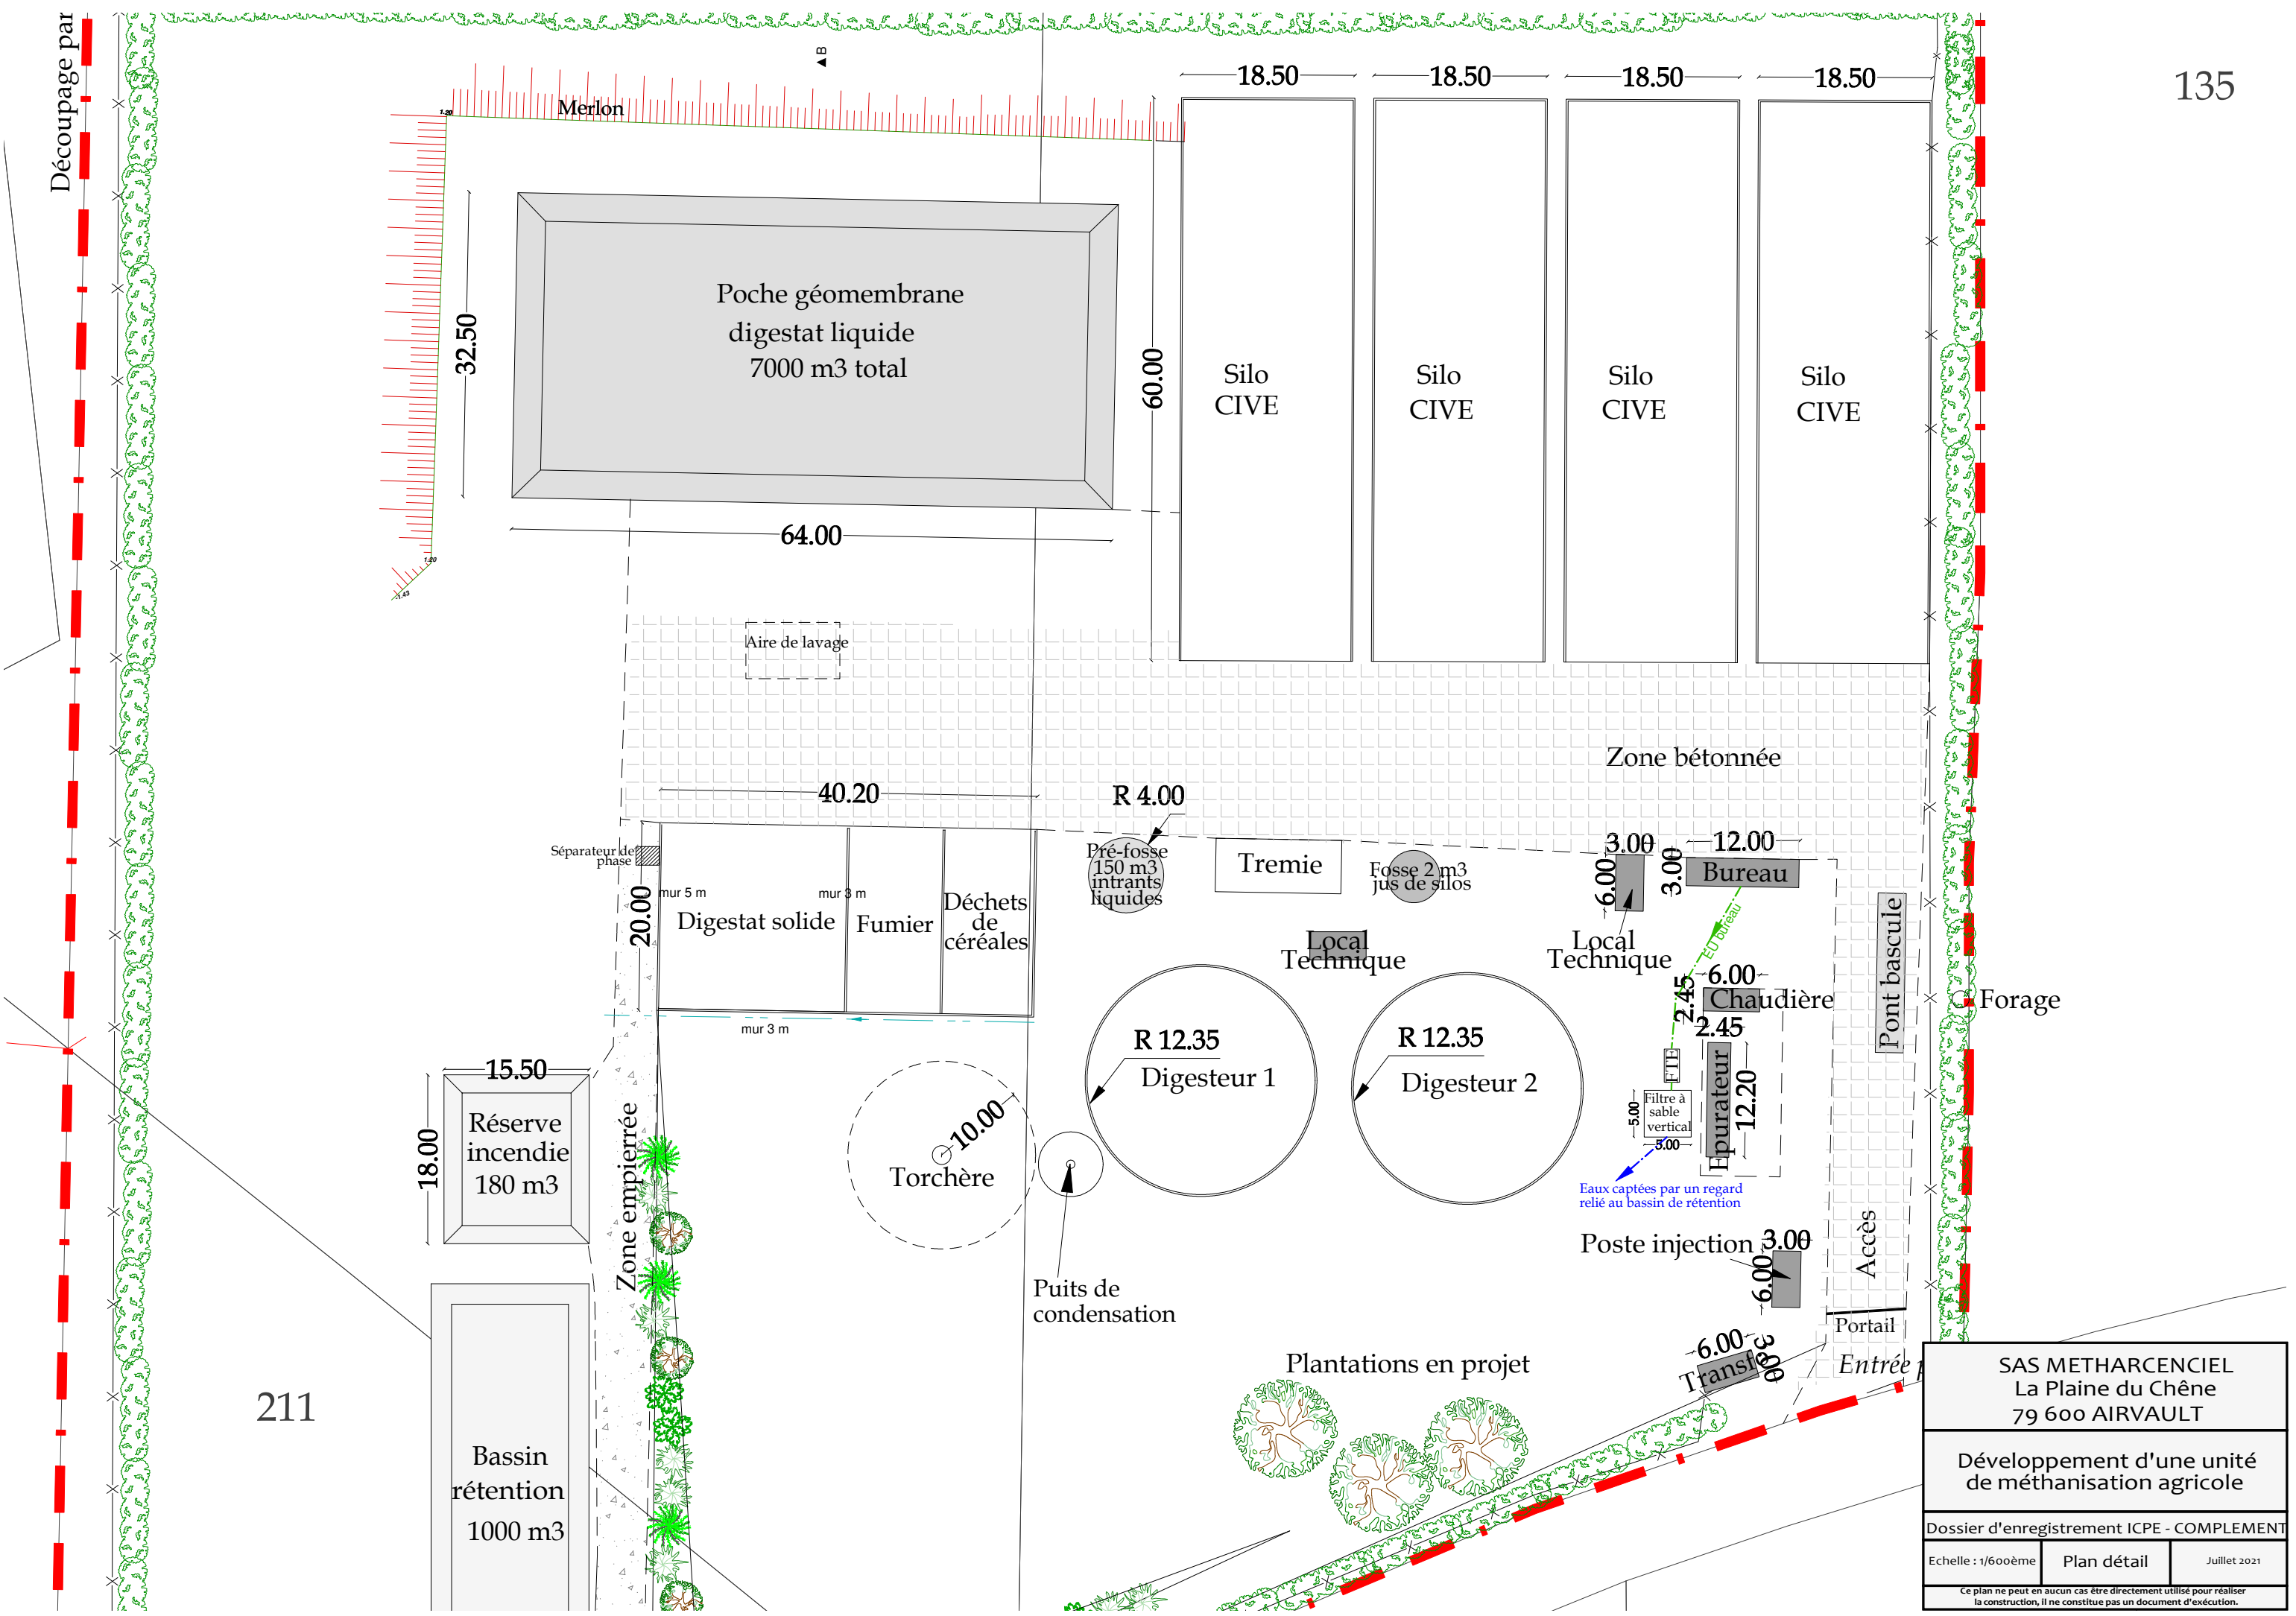 Découpage par
B
Merlon
1.20
18.50
18.50
18.50
18.50
135
Poche géomembrane
digestat liquide
7000 m3 total
32.50
64.00
60.00
1.20
1.43
Silo
CIVE
Silo
CIVE
Silo
CIVE
Silo
CIVE
Aire de lavage
Zone bétonnée
40.20
R 4.00
Séparateur de
phase
20.00
mur 5 m
mur 3 m
Digestat solide
Fumier
Déchets
de
céréales
mur 3 m
Pré-fosse
150 m3
intrants
liquides
Tremie
Fosse 2 m3
jus de silos
3.00
6.00
Local
Technique
Local
Technique
12.00
3.00
Bureau
EU bureau
6.00
2.45
Chaudière
2.45
Epurateur
12.20
FTE
Filtre à
sable
vertical
5.00
5.00
Eaux captées par un regard
relié au bassin de rétention
Pont bascule
Forage
R 12.35
Digesteur 1
R 12.35
Digesteur 2
10.00
Torchère
Puits de
condensation
15.50
18.00
Réserve
incendie
180 m3
Zone empierrée
Bassin
rétention
1000 m3
211
Poste injection
3.00
6.00
Accès
Portail
Entrée p
6.00
3.00
Transfo
Plantations en projet
SAS METHARCENCIEL
La Plaine du Chêne
79 600 AIRVAULT
Développement d'une unité
de méthanisation agricole
Dossier d'enregistrement ICPE - COMPLEMENT
Echelle : 1/600ème
Plan détail
Juillet 2021
Ce plan ne peut en aucun cas être directement utilisé pour réaliser
la construction, il ne constitue pas un document d'exécution.